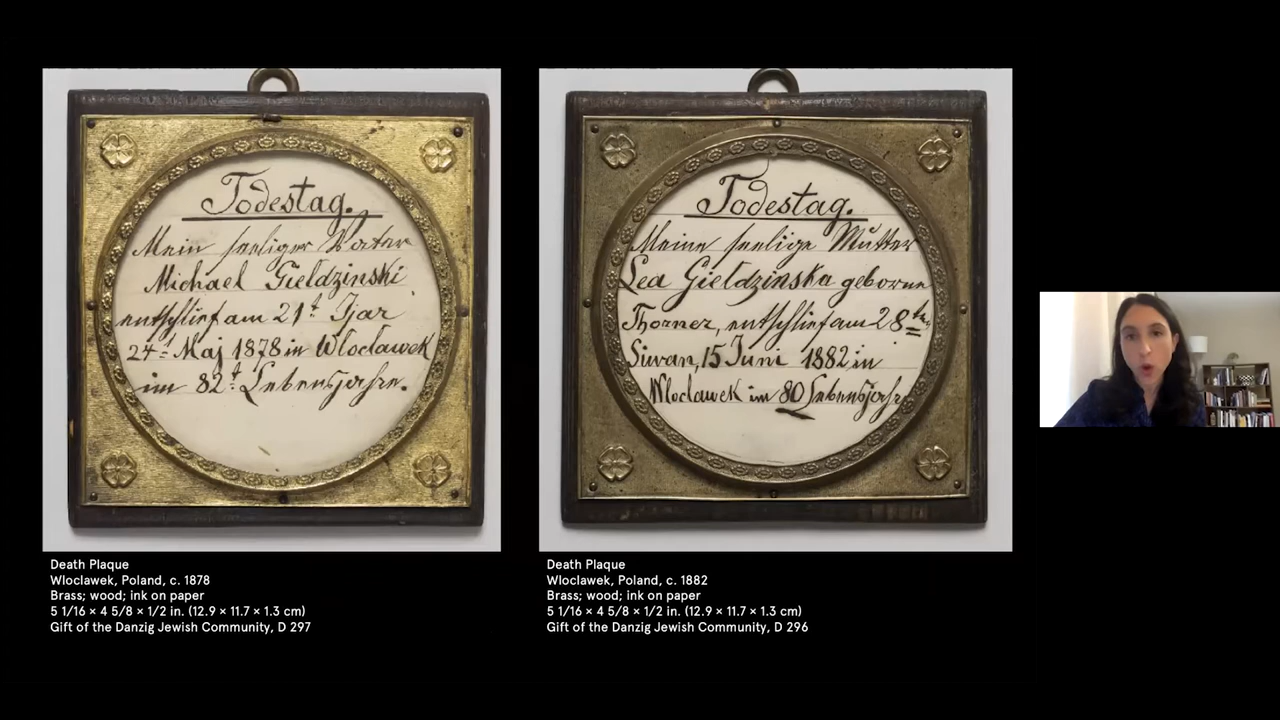 Todestag.
Mein seeliger Vater
Michael Gieldzinski
entschlief am 21t Ijar
24t Maj 1878 in Wloclawek
im 82t Lebensjahre.
Death Plaque
Wloclawek, Poland, c. 1878
Brass; wood; ink on paper
5 1/16 × 4 5/8 × 1/2 in. (12.9 × 11.7 × 1.3 cm)
Gift of the Danzig Jewish Community, D 297
Todestag.
Meine seelige Mutter
Lea Gieldzinska geborne
Thorner, entschlief am 28ten
Siwan, 15 Juni 1882 in
Wloclawek im 80 Lebensjahre
Death Plaque
Wloclawek, Poland, c. 1882
Brass; wood; ink on paper
5 1/16 × 4 5/8 × 1/2 in. (12.9 × 11.7 × 1.3 cm)
Gift of the Danzig Jewish Community, D 296